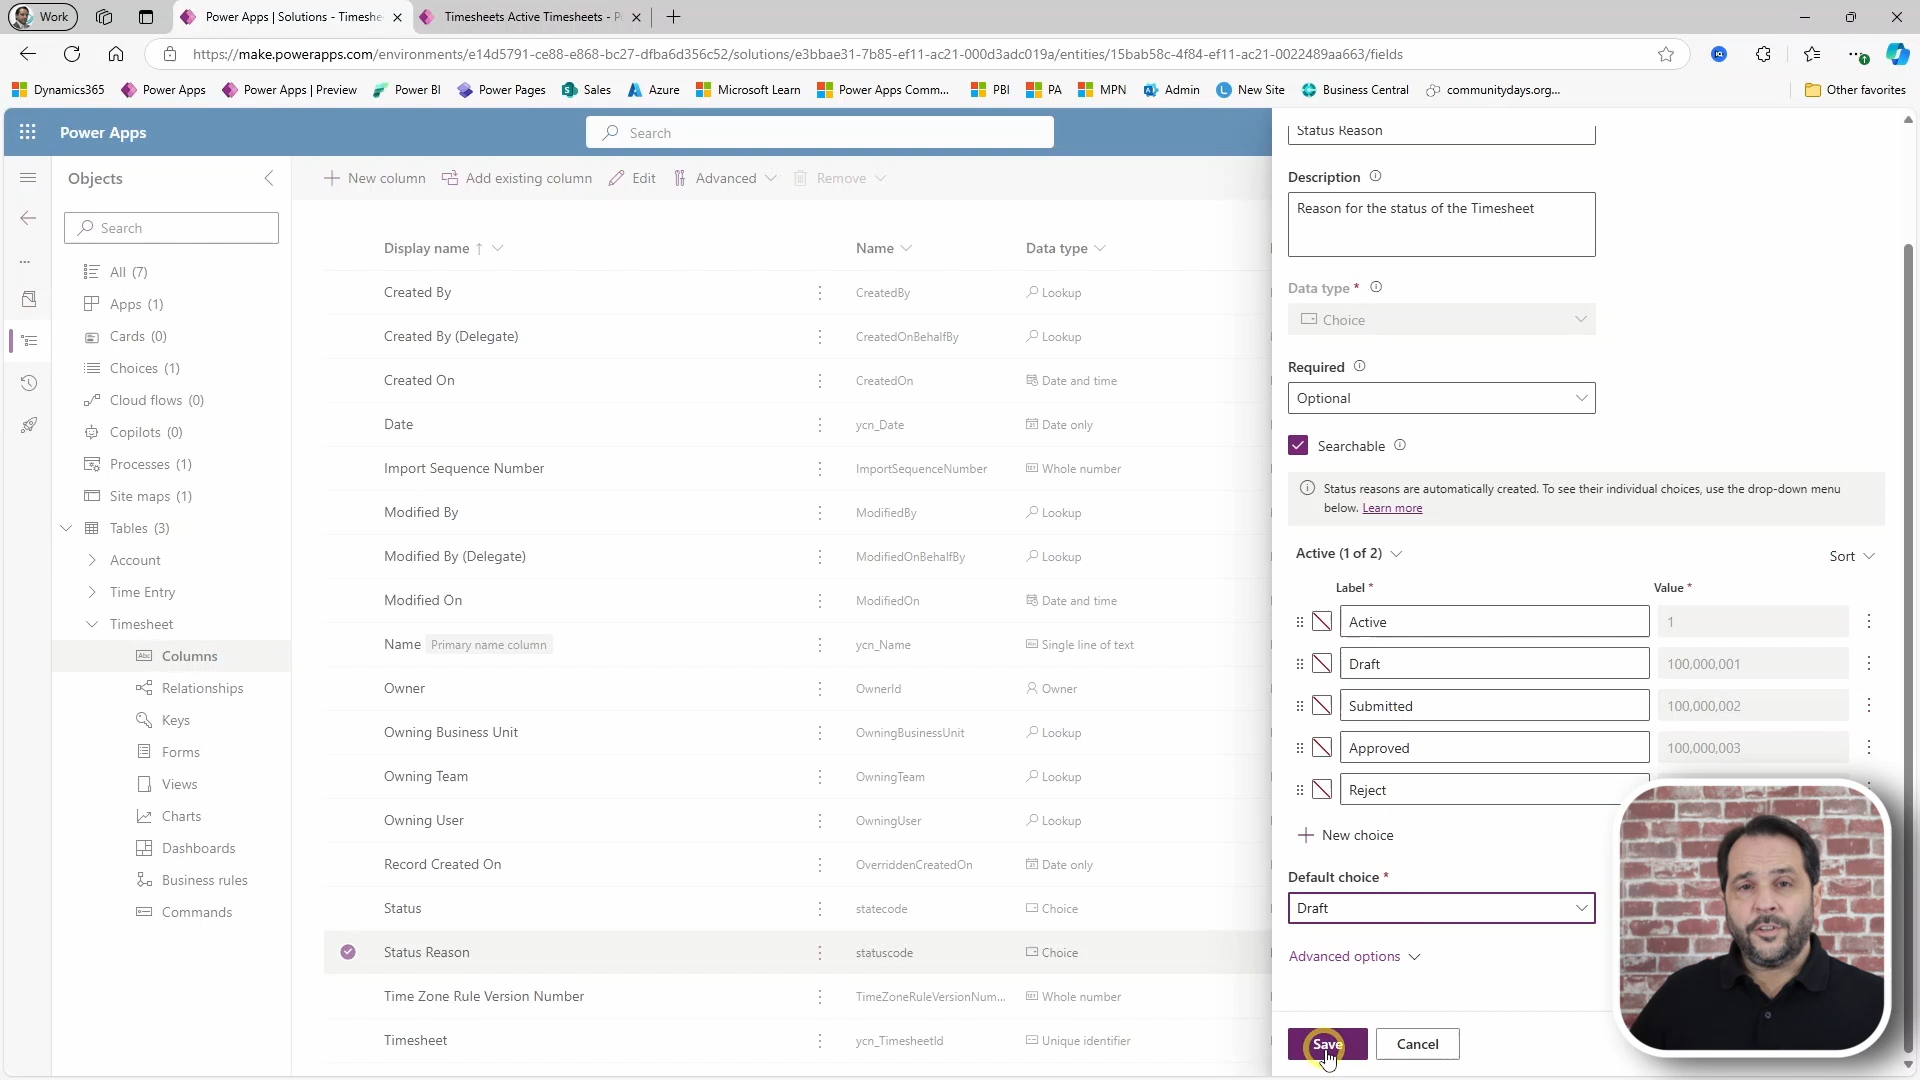 Work
Power Apps | Solutions - Timeshe
Timesheets Active Timesheets - P
https://make.powerapps.com/environments/e14d5791-ce88-e868-bc27-dfba6d356c52/solutions/e3bbae31-7b85-ef11-ac21-000d3adc019a/entities/15bab58c-4f84-ef11-ac21-0022489aa663/fields
Dynamics365
Power Apps
Power Apps | Preview
Power BI
Power Pages
Sales
Azure
Microsoft Learn
Power Apps Comm...
PBI
PA
MPN
Admin
New Site
Business Central
communitydays.org...
Other favorites
Power Apps
Search
Objects
Search
All (7)
Apps (1)
Cards (0)
Choices (1)
Cloud flows (0)
Copilots (0)
Processes (1)
Site maps (1)
Tables (3)
Account
Time Entry
Timesheet
Columns
Relationships
Keys
Forms
Views
Charts
Dashboards
Business rules
Commands
New column
Add existing column
Edit
Advanced
Remove
Display name ↑ Name Data type
Created By CreatedBy Lookup
Created By (Delegate) CreatedOnBehalfBy Lookup
Created On CreatedOn Date and time
Date ycn_Date Date only
Import Sequence Number ImportSequenceNumber Whole number
Modified By ModifiedBy Lookup
Modified By (Delegate) ModifiedOnBehalfBy Lookup
Modified On ModifiedOn Date and time
Name Primary name column ycn_Name Single line of text
Owner OwnerId Owner
Owning Business Unit OwningBusinessUnit Lookup
Owning Team OwningTeam Lookup
Owning User OwningUser Lookup
Record Created On OverriddenCreatedOn Date only
Status statecode Choice
Status Reason statuscode Choice
Time Zone Rule Version Number TimeZoneRuleVersionNum... Whole number
Timesheet ycn_TimesheetId Unique identifier
Status Reason
Description
Reason for the status of the Timesheet
Data type *
Choice
Required
Optional
Searchable
Status reasons are automatically created. To see their individual choices, use the drop-down menu
below. Learn more
Active (1 of 2)
Sort
Label * Value *
Active 1
Draft 100,000,001
Submitted 100,000,002
Approved 100,000,003
Reject
New choice
Default choice *
Draft
Advanced options
Save
Cancel